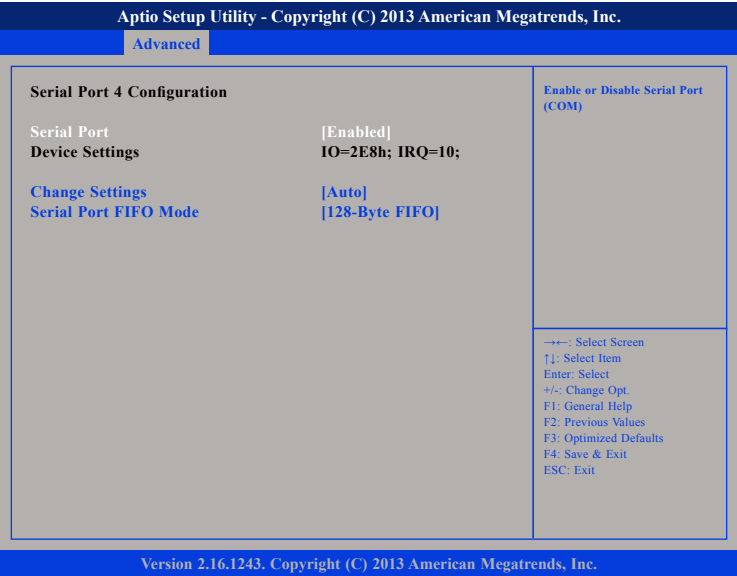 Aptio Setup Utility - Copyright (C) 2013 American Megatrends, Inc.
Advanced
Serial Port 4 Configuration
Serial Port [Enabled]
Device Settings IO=2E8h; IRQ=10;
Change Settings [Auto]
Serial Port FIFO Mode [128-Byte FIFO]
Enable or Disable Serial Port
(COM)
→←: Select Screen
↑↓: Select Item
Enter: Select
+/-: Change Opt.
F1: General Help
F2: Previous Values
F3: Optimized Defaults
F4: Save & Exit
ESC: Exit
Version 2.16.1243. Copyright (C) 2013 American Megatrends, Inc.